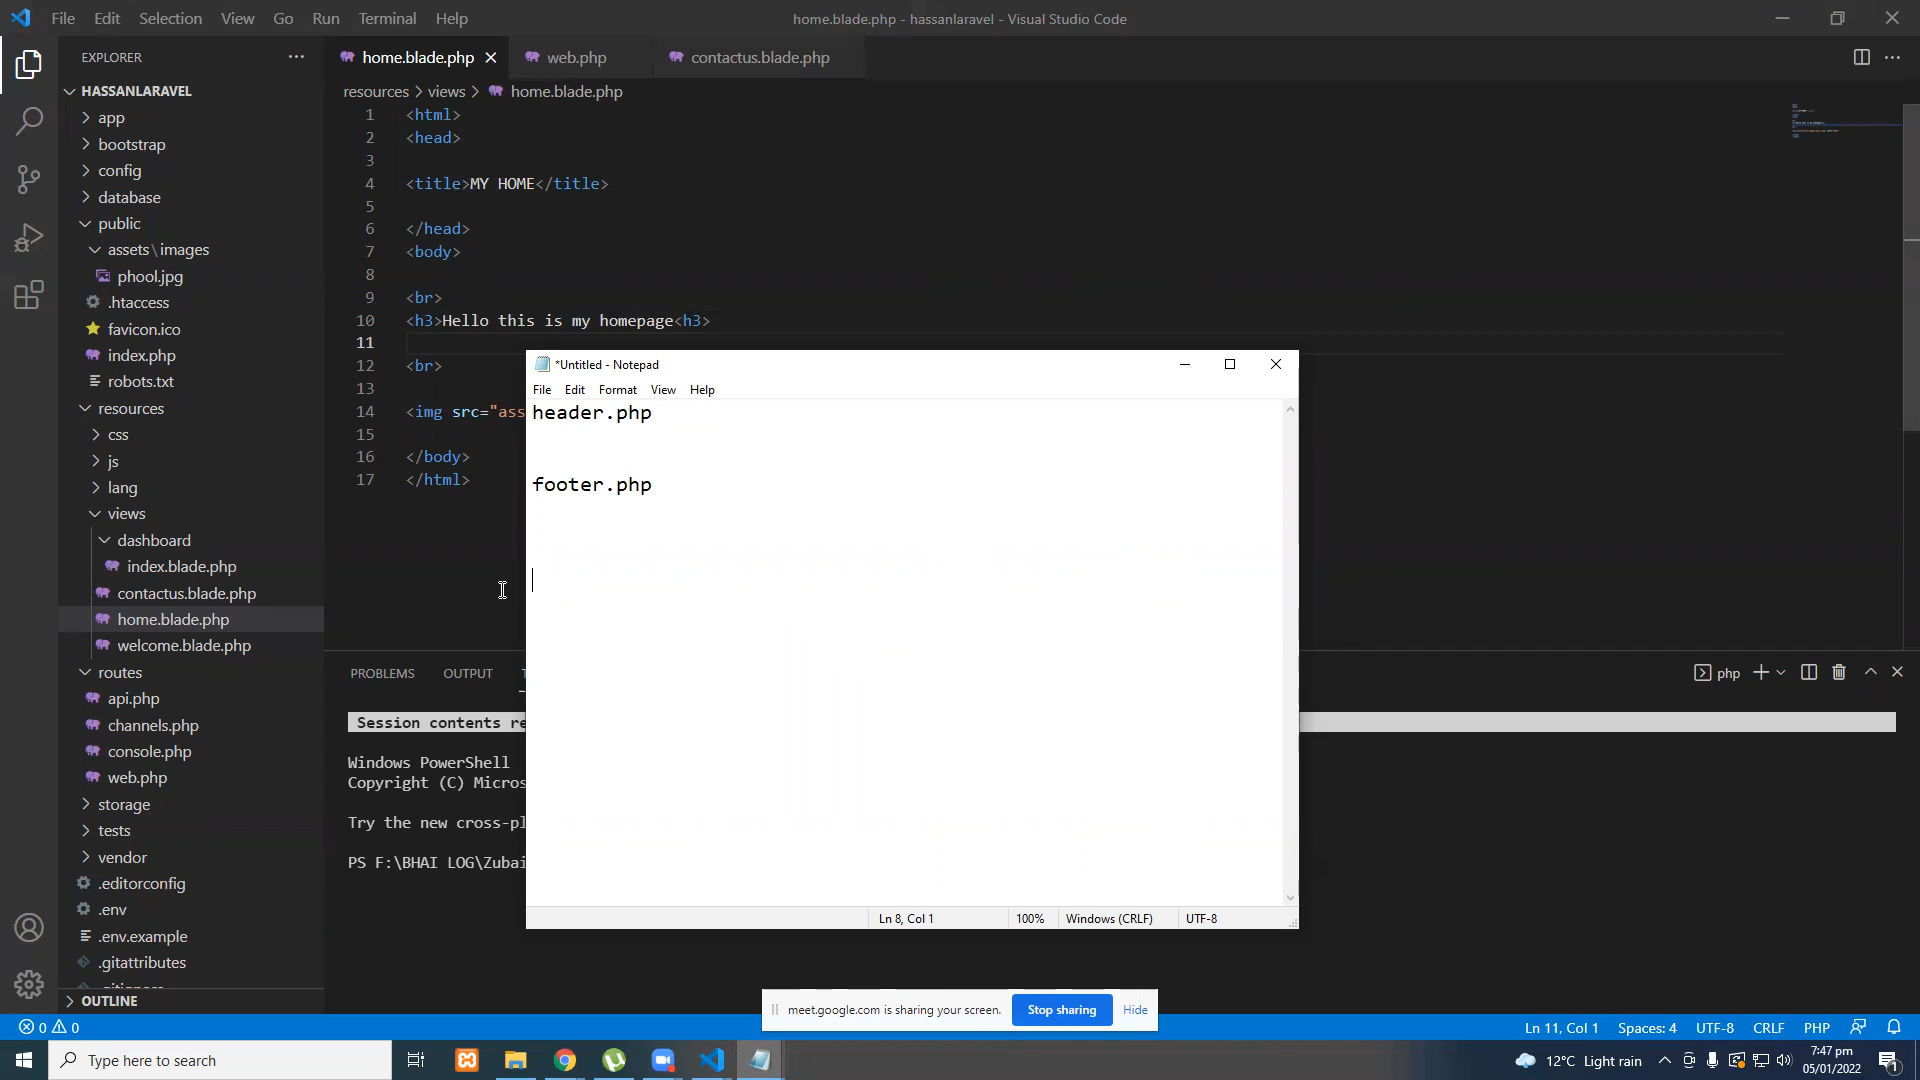 File Edit Selection View Go Run Terminal Help
home.blade.php - hassanlaravel - Visual Studio Code
EXPLORER
home.blade.php
web.php
contactus.blade.php
HASSANLARAVEL
app
bootstrap
config
database
public
assets\images
phool.jpg
.htaccess
favicon.ico
index.php
robots.txt
resources
css
js
lang
views
dashboard
index.blade.php
contactus.blade.php
home.blade.php
welcome.blade.php
routes
api.php
channels.php
console.php
web.php
storage
tests
vendor
.editorconfig
.env
.env.example
.gitattributes
OUTLINE
resources > views > home.blade.php
1 <html>
2 <head>
3
4 <title>MY HOME</title>
5
6 </head>
7 <body>
8
9 <br>
10 <h3>Hello this is my homepage<h3>
11
12 <br>
13
14 <img src="ass
15
16 </body>
17 </html>
*Untitled - Notepad
File Edit Format View Help
header.php
footer.php
Ln 8, Col 1 100% Windows (CRLF) UTF-8
PROBLEMS OUTPUT
php
Session contents re
Windows PowerShell
Copyright (C) Micros
Try the new cross-pl
PS F:\BHAI LOG\Zubai
meet.google.com is sharing your screen. Stop sharing Hide
0 0
Ln 11, Col 1 Spaces: 4 UTF-8 CRLF PHP
Type here to search
12°C Light rain
7:47 pm
05/01/2022
1